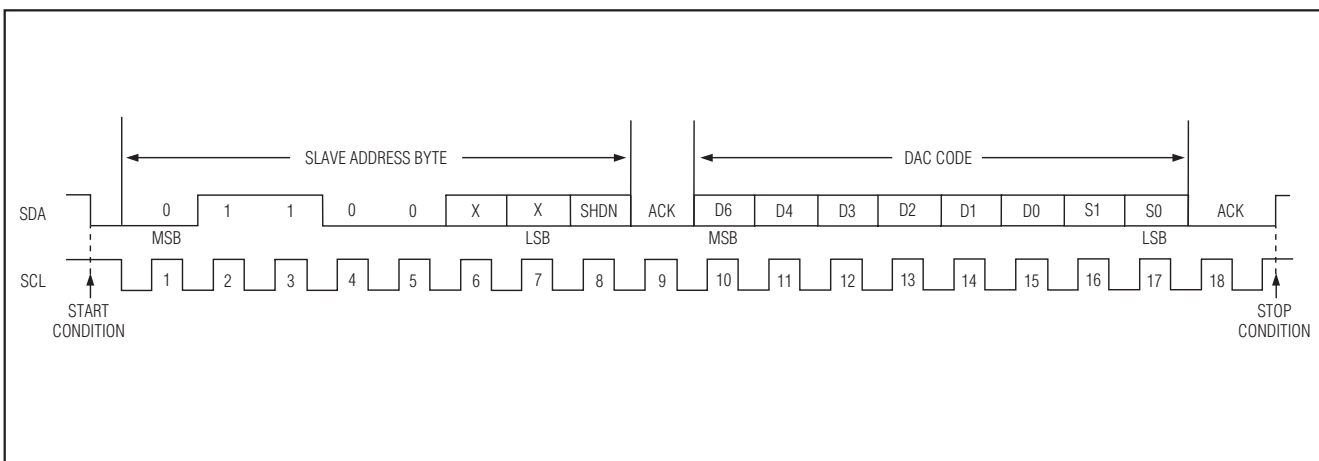 SLAVE ADDRESS BYTE DAC CODE
SDA 0 1 1 0 0 X X SHDN ACK D6 D4 D3 D2 D1 D0 S1 S0 ACK
MSB LSB MSB LSB
SCL 1 2 3 4 5 6 7 8 9 10 11 12 13 14 15 16 17 18
START CONDITION STOP CONDITION